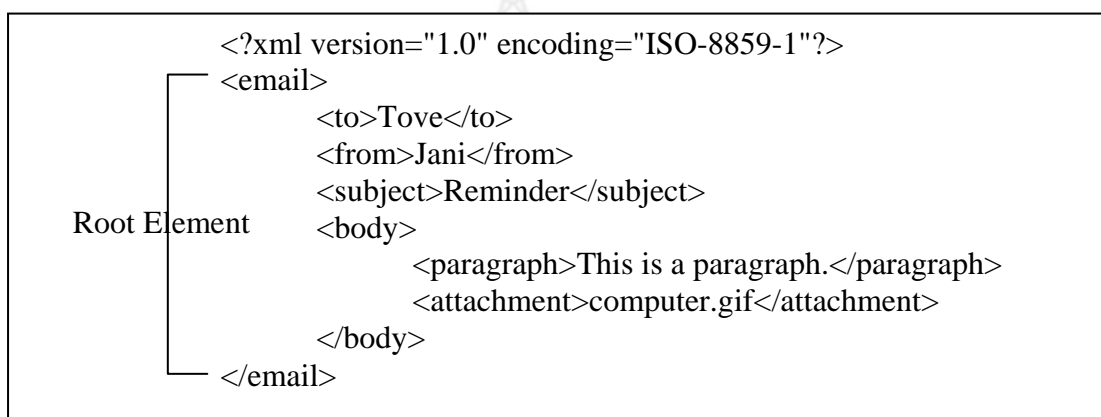 <?xml version="1.0" encoding="ISO-8859-1"?>
<email>
<to>Tove</to>
<from>Jani</from>
<subject>Reminder</subject>
Root Element <body>
<paragraph>This is a paragraph.</paragraph>
<attachment>computer.gif</attachment>
</body>
</email>